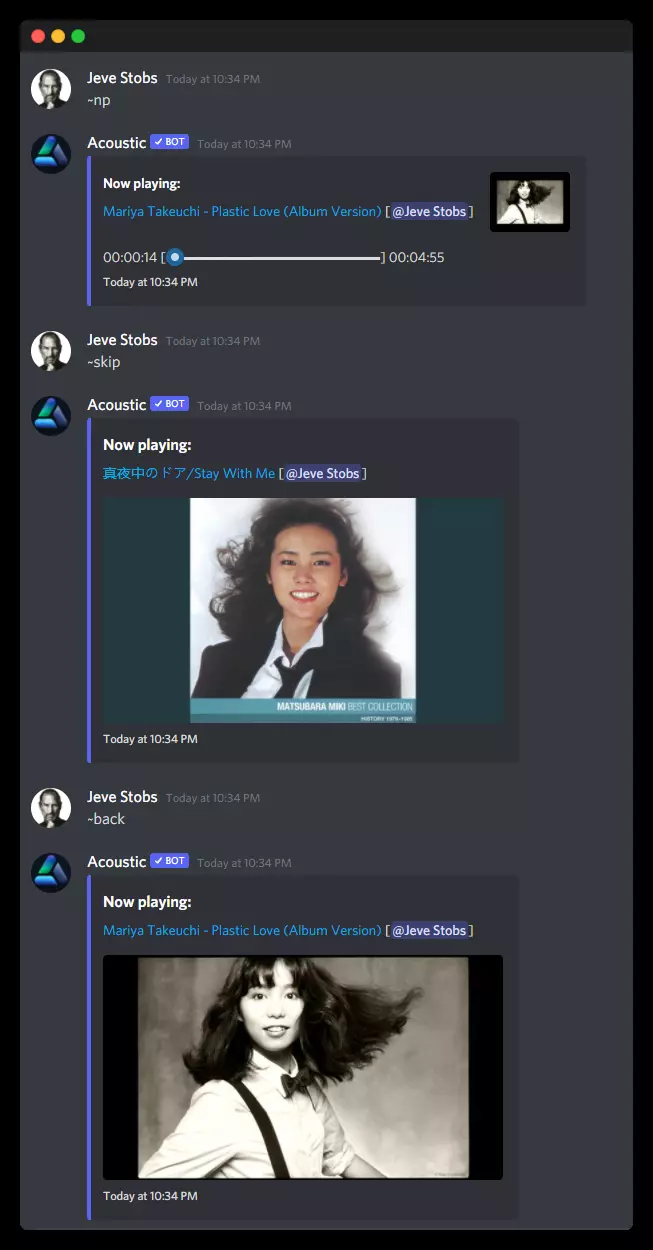 Jeve Stobs Today at 10:34 PM
~np
Acoustic ✓ BOT Today at 10:34 PM
Now playing:
Mariya Takeuchi - Plastic Love (Album Version) [@Jeve Stobs]
00:00:14 [ ] 00:04:55
Today at 10:34 PM
Jeve Stobs Today at 10:34 PM
~skip
Acoustic ✓ BOT Today at 10:34 PM
Now playing:
真夜中のドア/Stay With Me [@Jeve Stobs]
MATSUBARA MIKI BEST COLLECTION
Today at 10:34 PM
Jeve Stobs Today at 10:34 PM
~back
Acoustic ✓ BOT Today at 10:34 PM
Now playing:
Mariya Takeuchi - Plastic Love (Album Version) [@Jeve Stobs]
Today at 10:34 PM